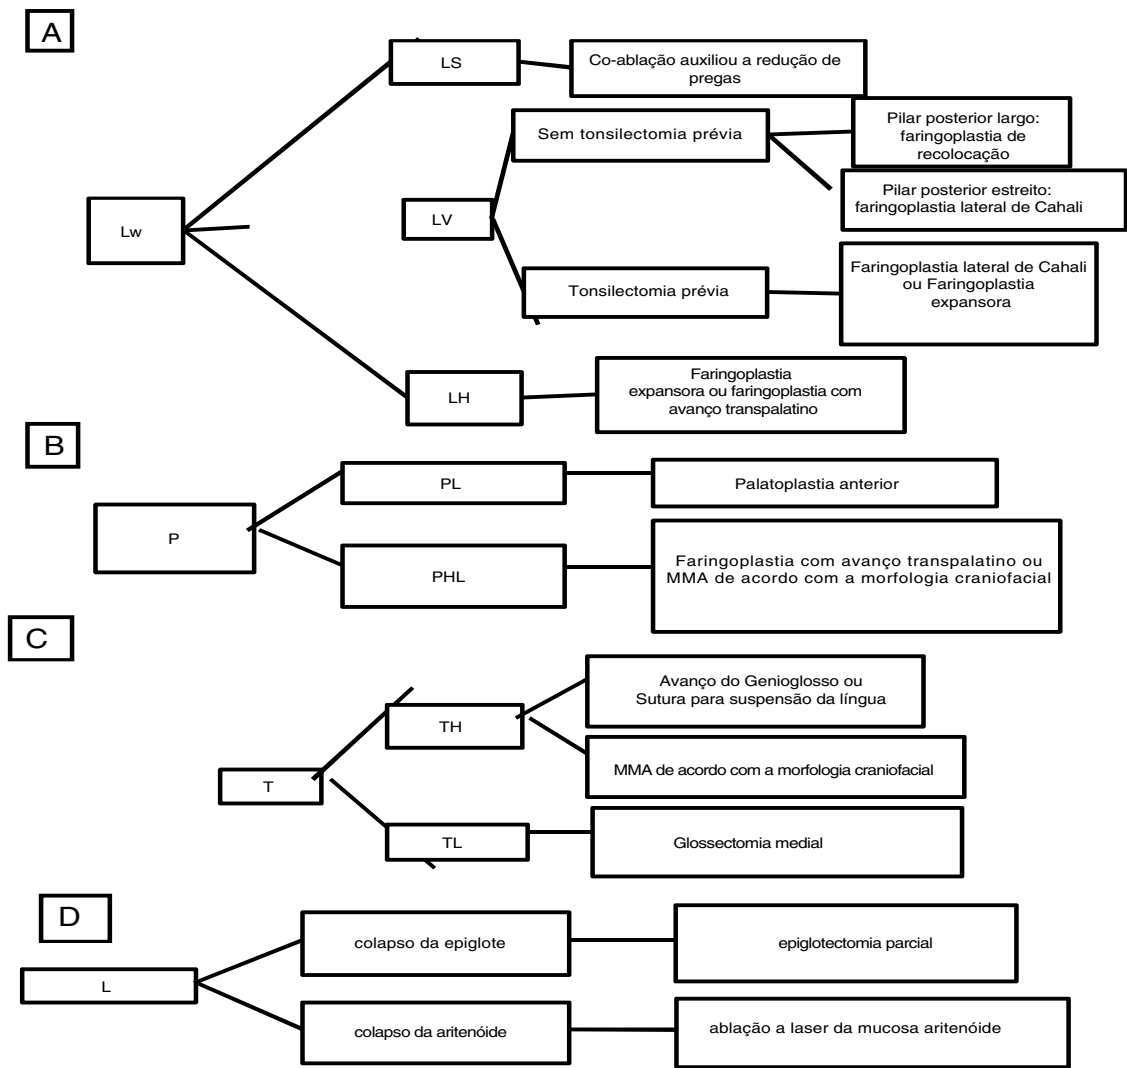 A
LS
Co-ablação auxiliou a redução de
pregas
Lw
LV
Sem tonsilectomia prévia
Pilar posterior largo:
faringoplastia de
recolocação
Pilar posterior estreito:
faringoplastia lateral de Cahali
Tonsilectomia prévia
Faringoplastia lateral de Cahali
ou Faringoplastia
expansora
LH
Faringoplastia
expansora ou faringoplastia com
avanço transpalatino
B
P
PL
Palatoplastia anterior
PHL
Faringoplastia com avanço transpalatino ou
MMA de acordo com a morfologia craniofacial
C
T
TH
Avanço do Genioglosso ou
Sutura para suspensão da língua
MMA de acordo com a morfologia craniofacial
TL
Glossectomia medial
D
L
colapso da epiglote
epiglotectomia parcial
colapso da aritenóide
ablação a laser da mucosa aritenóide